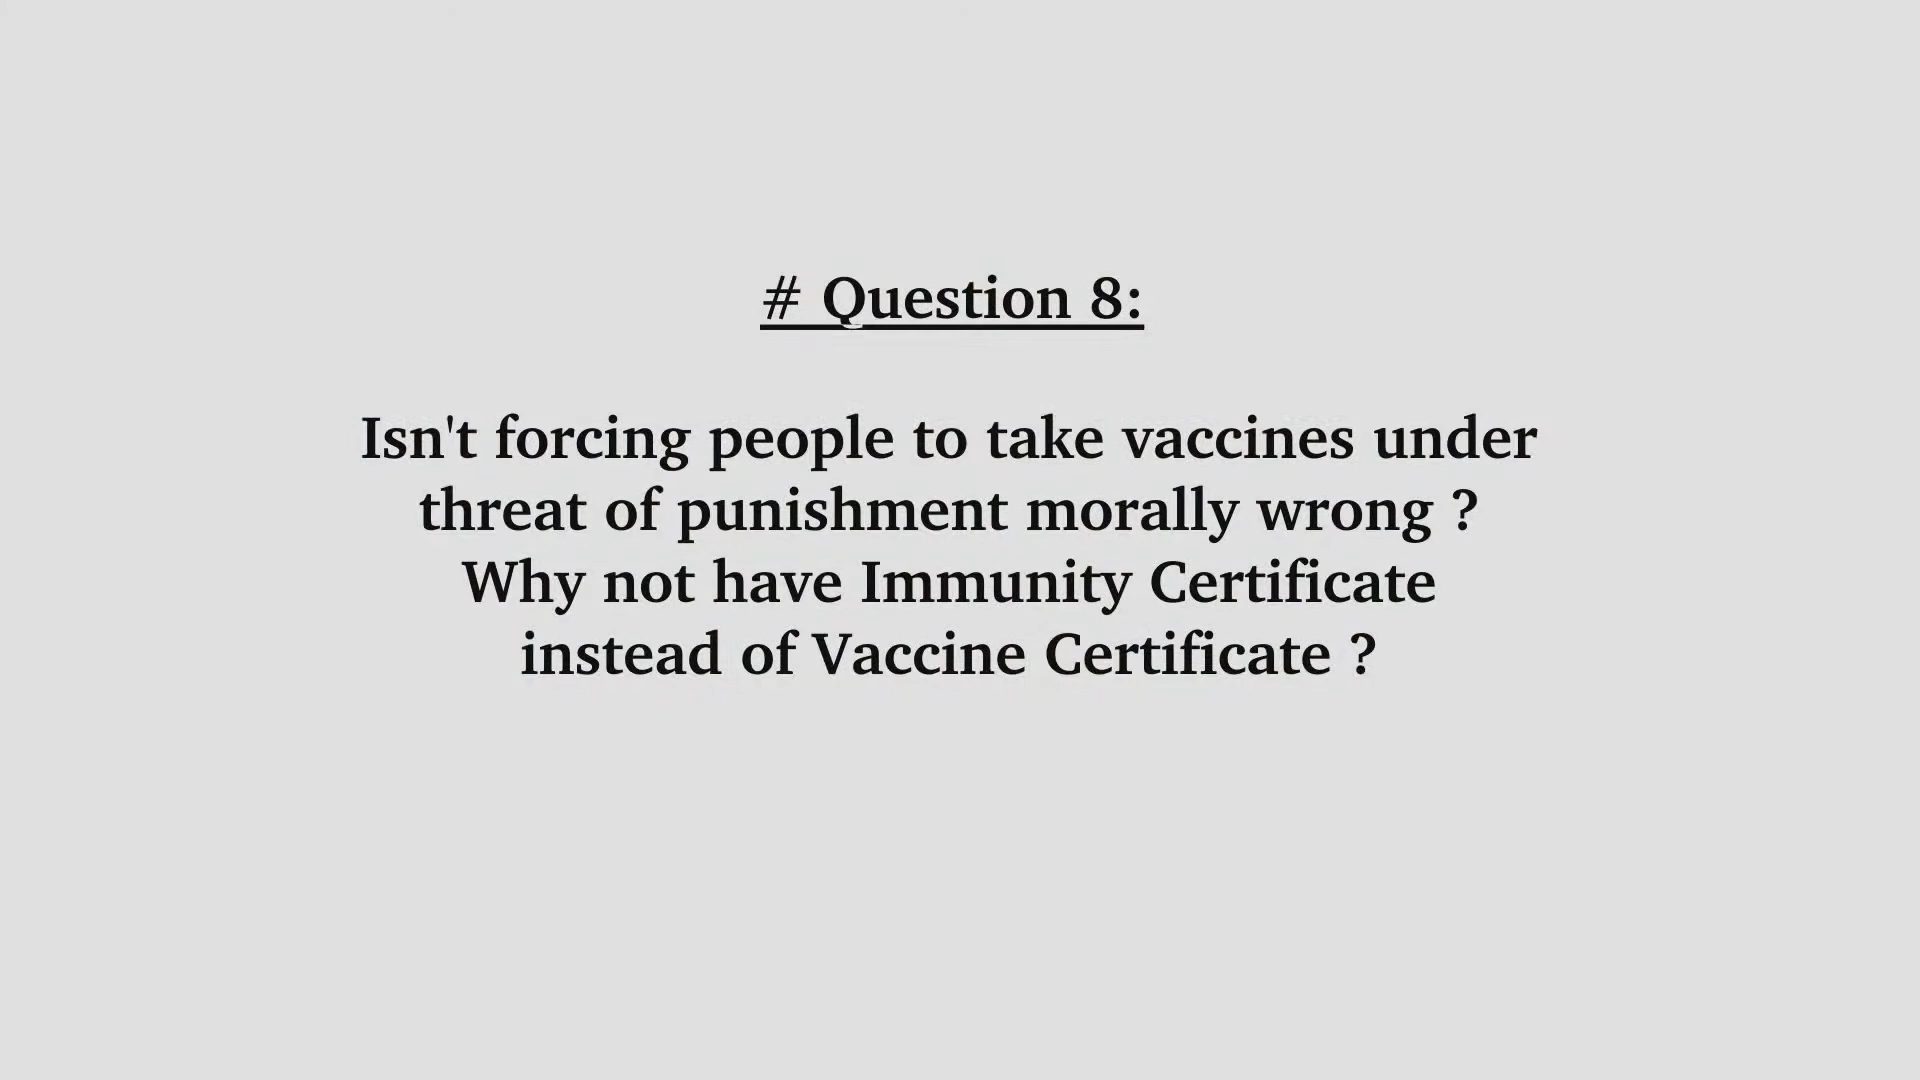 # Question 8:
Isn't forcing people to take vaccines under
threat of punishment morally wrong ?
Why not have Immunity Certificate
instead of Vaccine Certificate ?